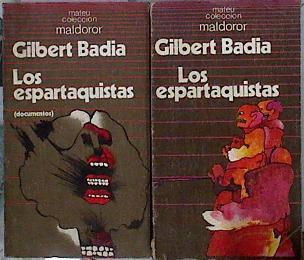 mateu
colección
maldoror
Gilbert Badia
Los
espartaquistas
(documentos)
mateu
colección
maldoror
Gilbert Badia
Los
espartaquistas